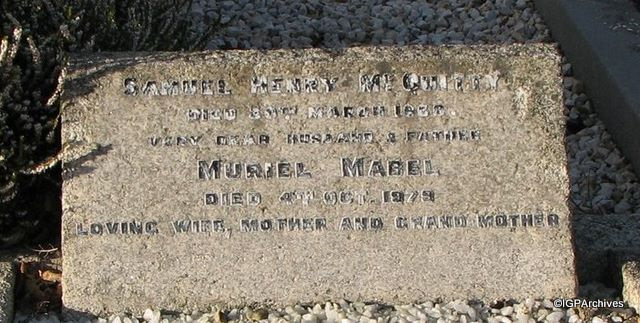 SAMUEL HENRY MCQUITTY
DIED MARCH
VERY DEAR HUSBAND & FATHER
MURIEL MABEL
DIED 4TH OCT. 1979
LOVING WIFE, MOTHER AND GRAND MOTHER
©IGPArchives